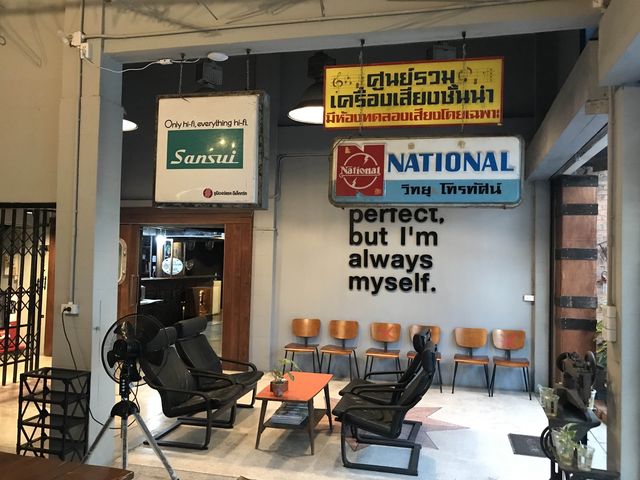 Only hi-fi, everything hi-fi.
Sansui
ศูนย์รวม
เครื่องเสียงชั้นนำ
มีห้องทดลองเสียงโดยเฉพาะ
National
NATIONAL
วิทยุ โทรทัศน์
perfect,
but I'm
always
myself.